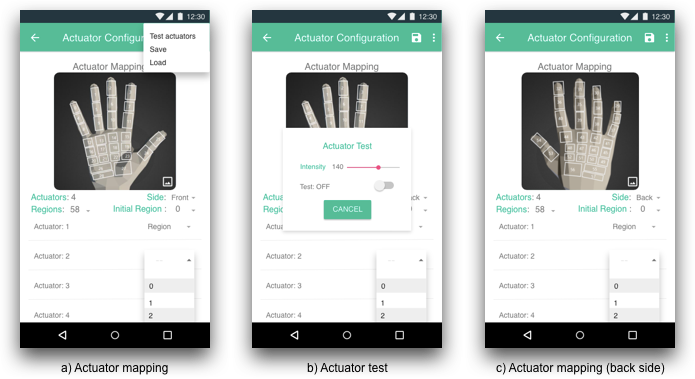 12:30
Actuator Configur
Test actuators
Save
Load
Actuator Mapping
Actuators: 4
Side: Front
Regions: 58
Initial Region : 0
Actuator: 1
Region
Actuator: 2
--
Actuator: 3
0
1
Actuator: 4
2
a) Actuator mapping
12:30
Actuator Configuration
Actuator Mapping
Actuator Test
Intensity 140
Test: OFF
CANCEL
Actuator: 1
Region
Actuator: 2
--
Actuator: 3
0
1
Actuator: 4
2
b) Actuator test
12:30
Actuator Configuration
Actuator Mapping
Actuators: 4
Side: Back
Regions: 58
Initial Region : 0
Actuator: 1
Region
Actuator: 2
--
Actuator: 3
0
1
Actuator: 4
2
c) Actuator mapping (back side)